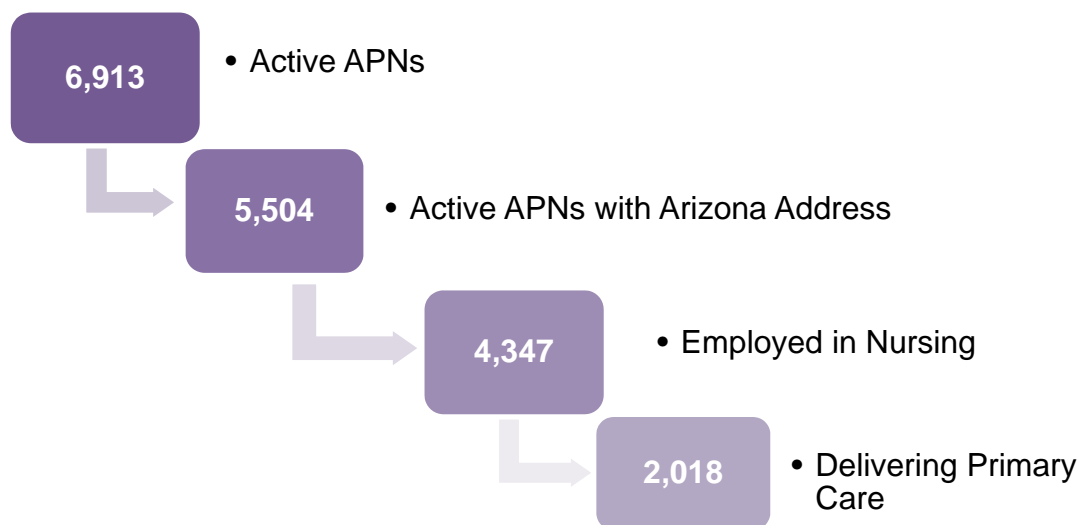 6,913
• Active APNs
5,504
• Active APNs with Arizona Address
4,347
• Employed in Nursing
2,018
• Delivering Primary
Care